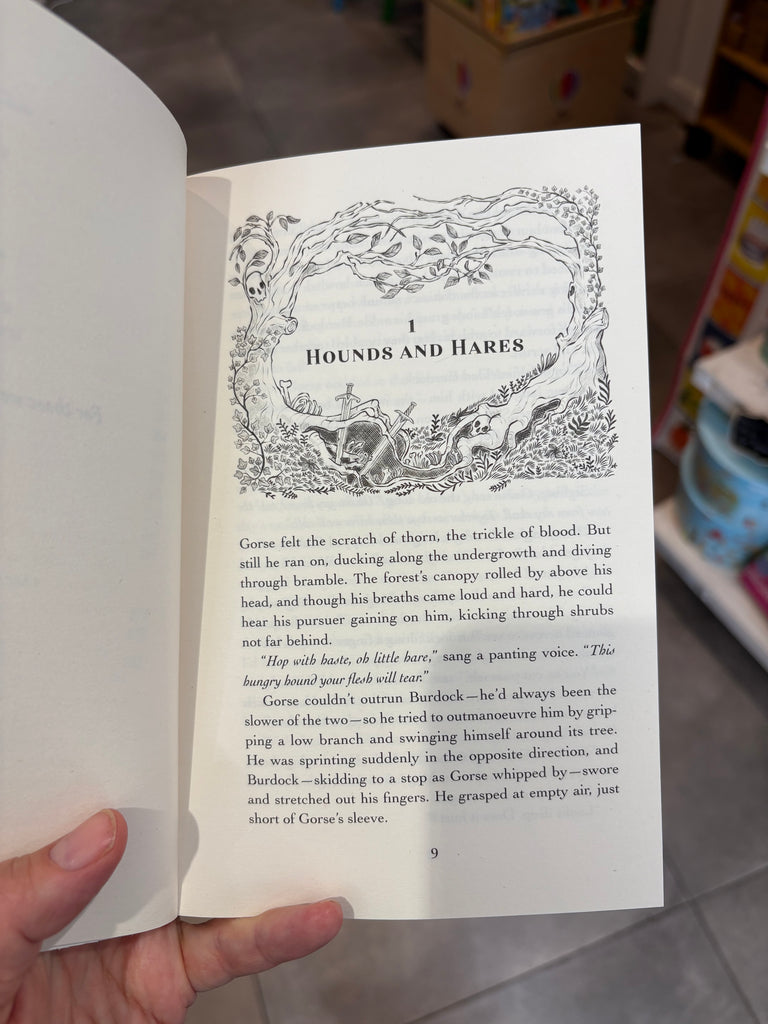 1
HOUNDS AND HARES
Gorse felt the scratch of thorn, the trickle of blood. But
still he ran on, ducking along the undergrowth and diving
through bramble. The forest's canopy rolled by above his
head, and though his breaths came loud and hard, he could
hear his pursuer gaining on him, kicking through shrubs
not far behind.
“Hop with haste, oh little hare,” sang a panting voice. “This
hungry hound your flesh will tear.”
Gorse couldn't outrun Burdock—he'd always been the
slower of the two—so he tried to outmanoeuvre him by grip-
ping a low branch and swinging himself around its tree.
He was sprinting suddenly in the opposite direction, and
Burdock—skidding to a stop as Gorse whipped by—swore
and stretched out his fingers. He grasped at empty air, just
short of Gorse's sleeve.
9